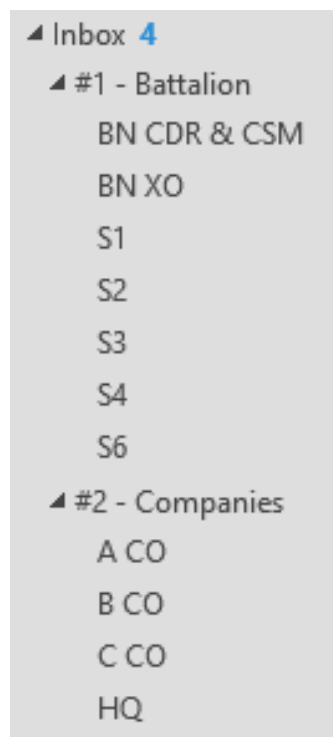 Inbox 4
#1 - Battalion
BN CDR & CSM
BN XO
S1
S2
S3
S4
S6
#2 - Companies
A CO
B CO
C CO
HQ